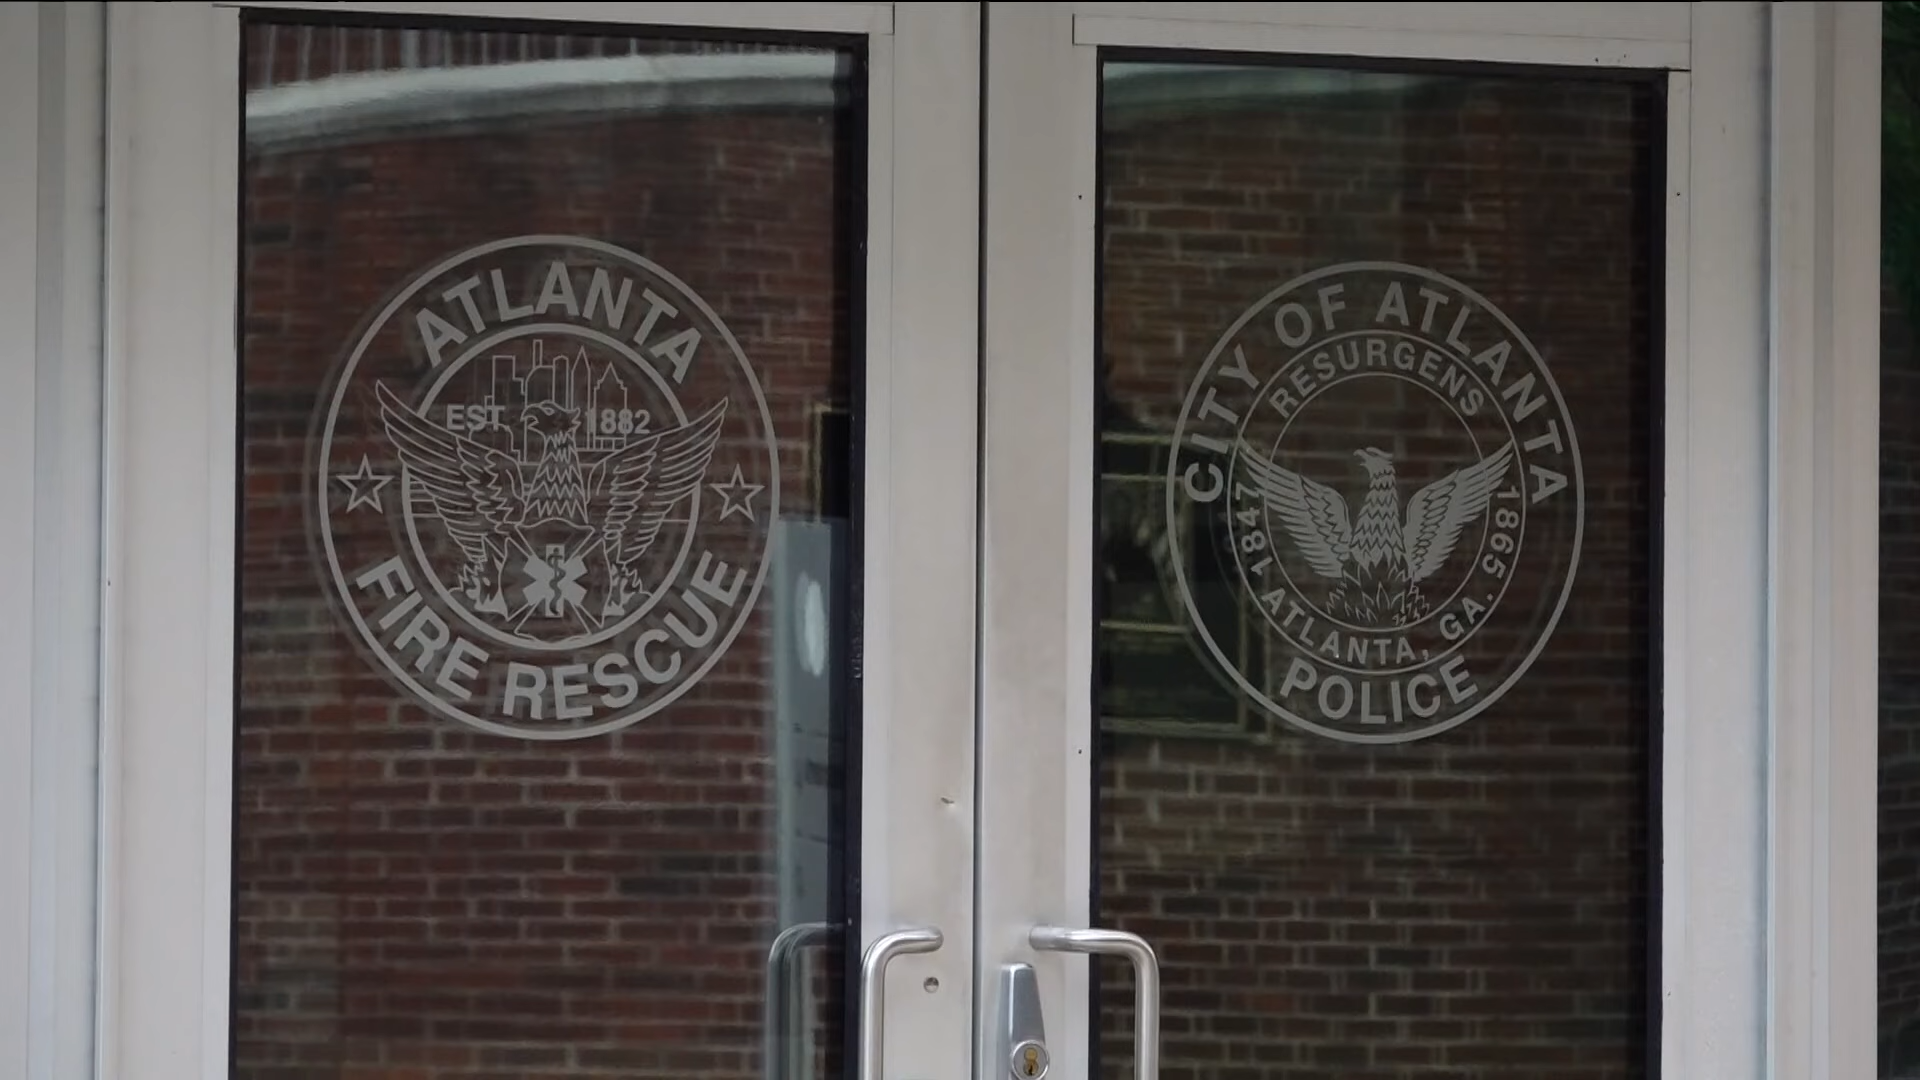 ATLANTA
EST. 1882
FIRE RESCUE
CITY OF ATLANTA
RESURGENS
1847 1865
ATLANTA, GA.
POLICE